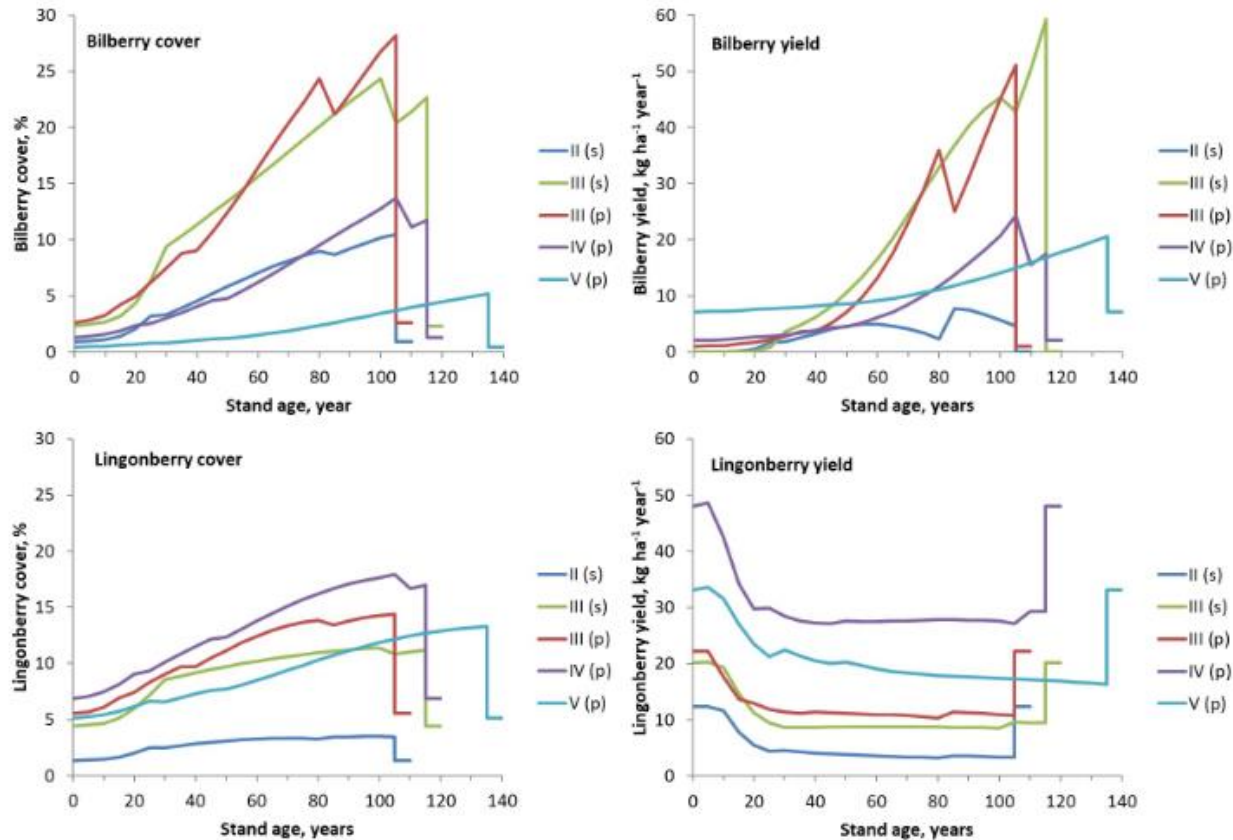 Bilberry cover
Bilberry cover, %
30
25
20
15
10
5
0
0 20 40 60 80 100 120 140
Stand age, year
II (s)
III (s)
III (p)
IV (p)
V (p)
Bilberry yield
Bilberry yield, kg ha⁻¹ year⁻¹
60
50
40
30
20
10
0
0 20 40 60 80 100 120 140
Stand age, years
II (s)
III (s)
III (p)
IV (p)
V (p)
Lingonberry cover
Lingonberry cover, %
30
25
20
15
10
5
0
0 20 40 60 80 100 120 140
Stand age, years
II (s)
III (s)
III (p)
IV (p)
V (p)
Lingonberry yield
Lingonberry yield, kg ha⁻¹ year⁻¹
60
50
40
30
20
10
0
0 20 40 60 80 100 120 140
Stand age, years
II (s)
III (s)
III (p)
IV (p)
V (p)